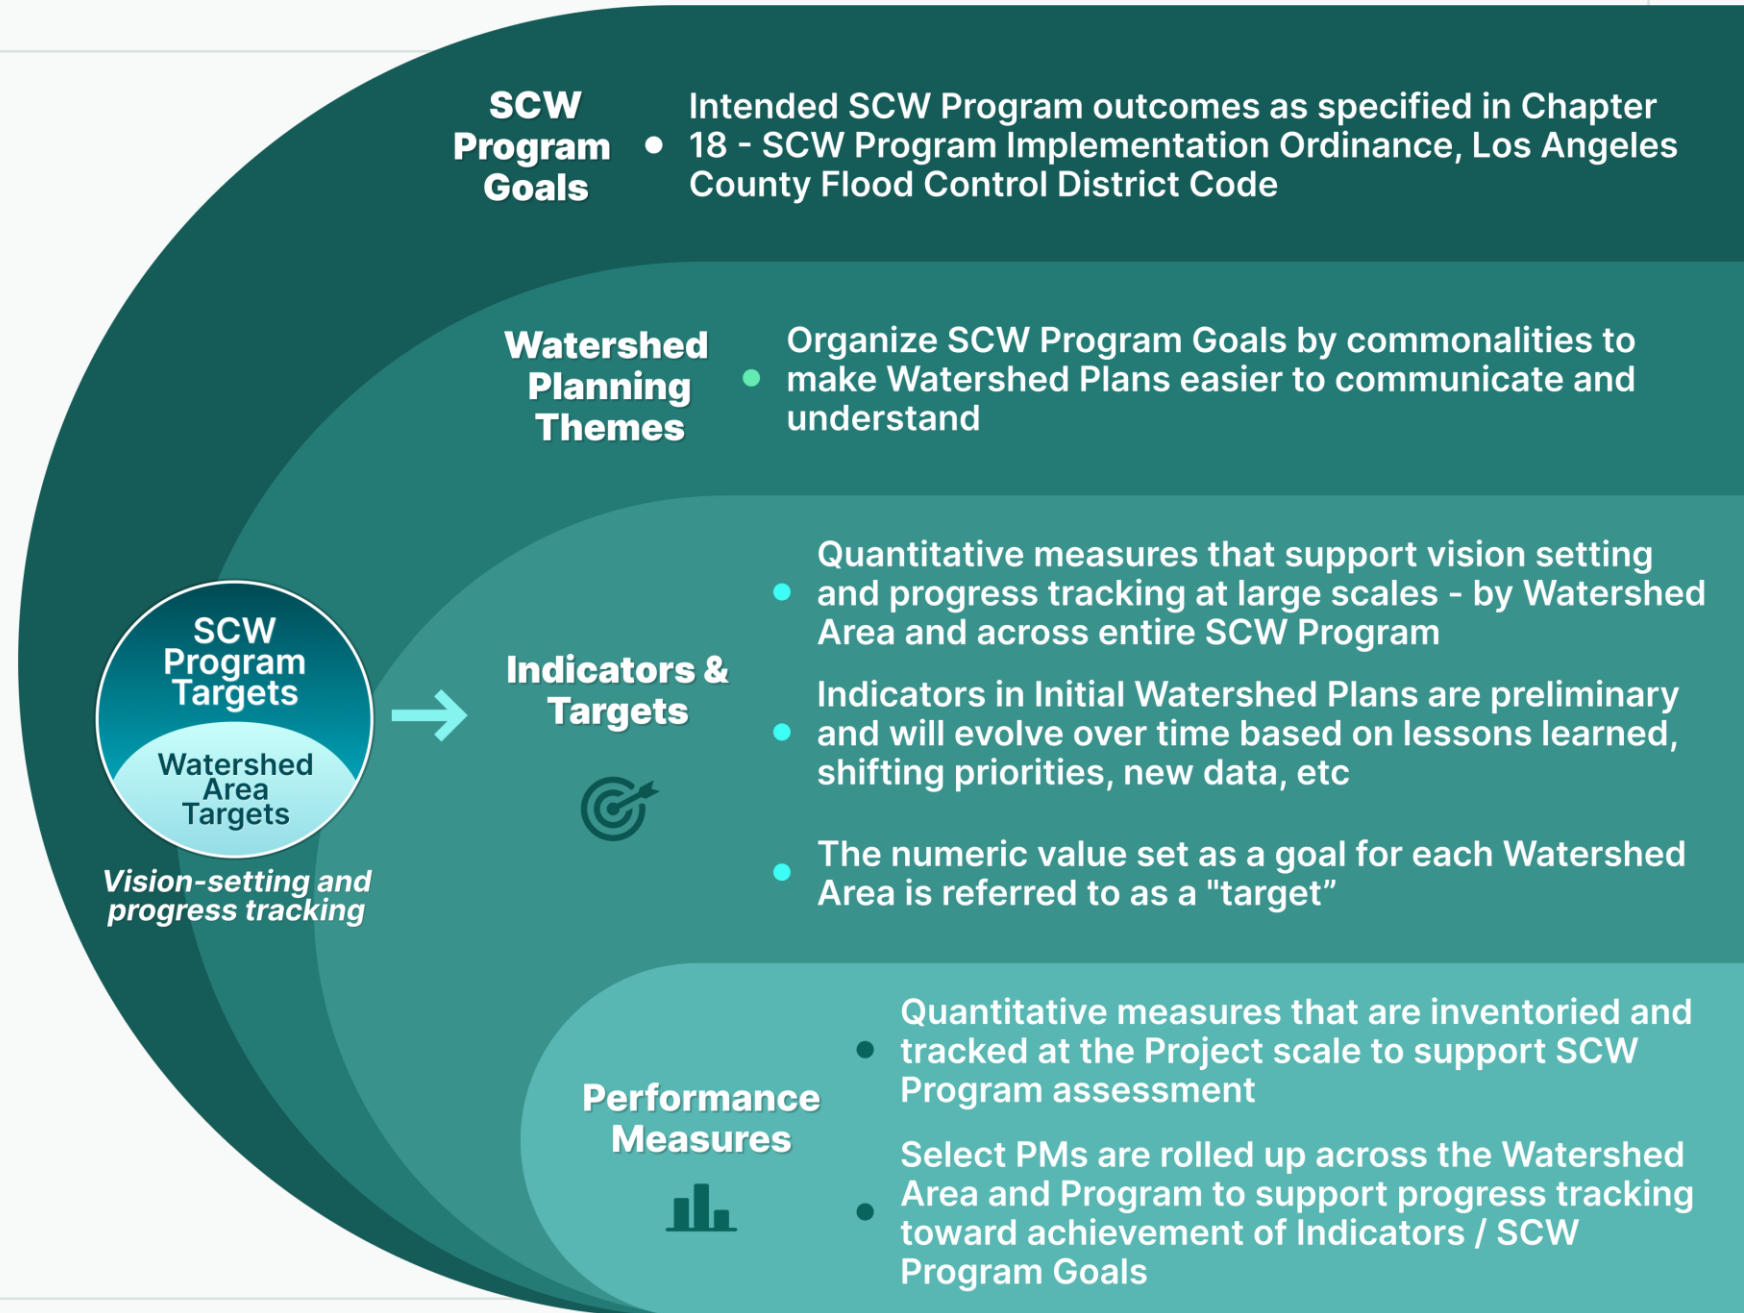 SCW
Program
Goals
Intended SCW Program outcomes as specified in Chapter
18 - SCW Program Implementation Ordinance, Los Angeles
County Flood Control District Code
Watershed
Planning
Themes
Organize SCW Program Goals by commonalities to
make Watershed Plans easier to communicate and
understand
SCW
Program
Targets
Watershed
Area
Targets
Vision-setting and
progress tracking
Indicators &
Targets
Quantitative measures that support vision setting
and progress tracking at large scales - by Watershed
Area and across entire SCW Program
Indicators in Initial Watershed Plans are preliminary
and will evolve over time based on lessons learned,
shifting priorities, new data, etc
The numeric value set as a goal for each Watershed
Area is referred to as a "target”
Performance
Measures
Quantitative measures that are inventoried and
tracked at the Project scale to support SCW
Program assessment
Select PMs are rolled up across the Watershed
Area and Program to support progress tracking
toward achievement of Indicators / SCW
Program Goals